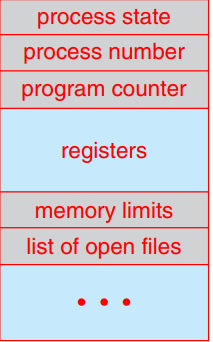 process state
process number
program counter
registers
memory limits
list of open files
• • •